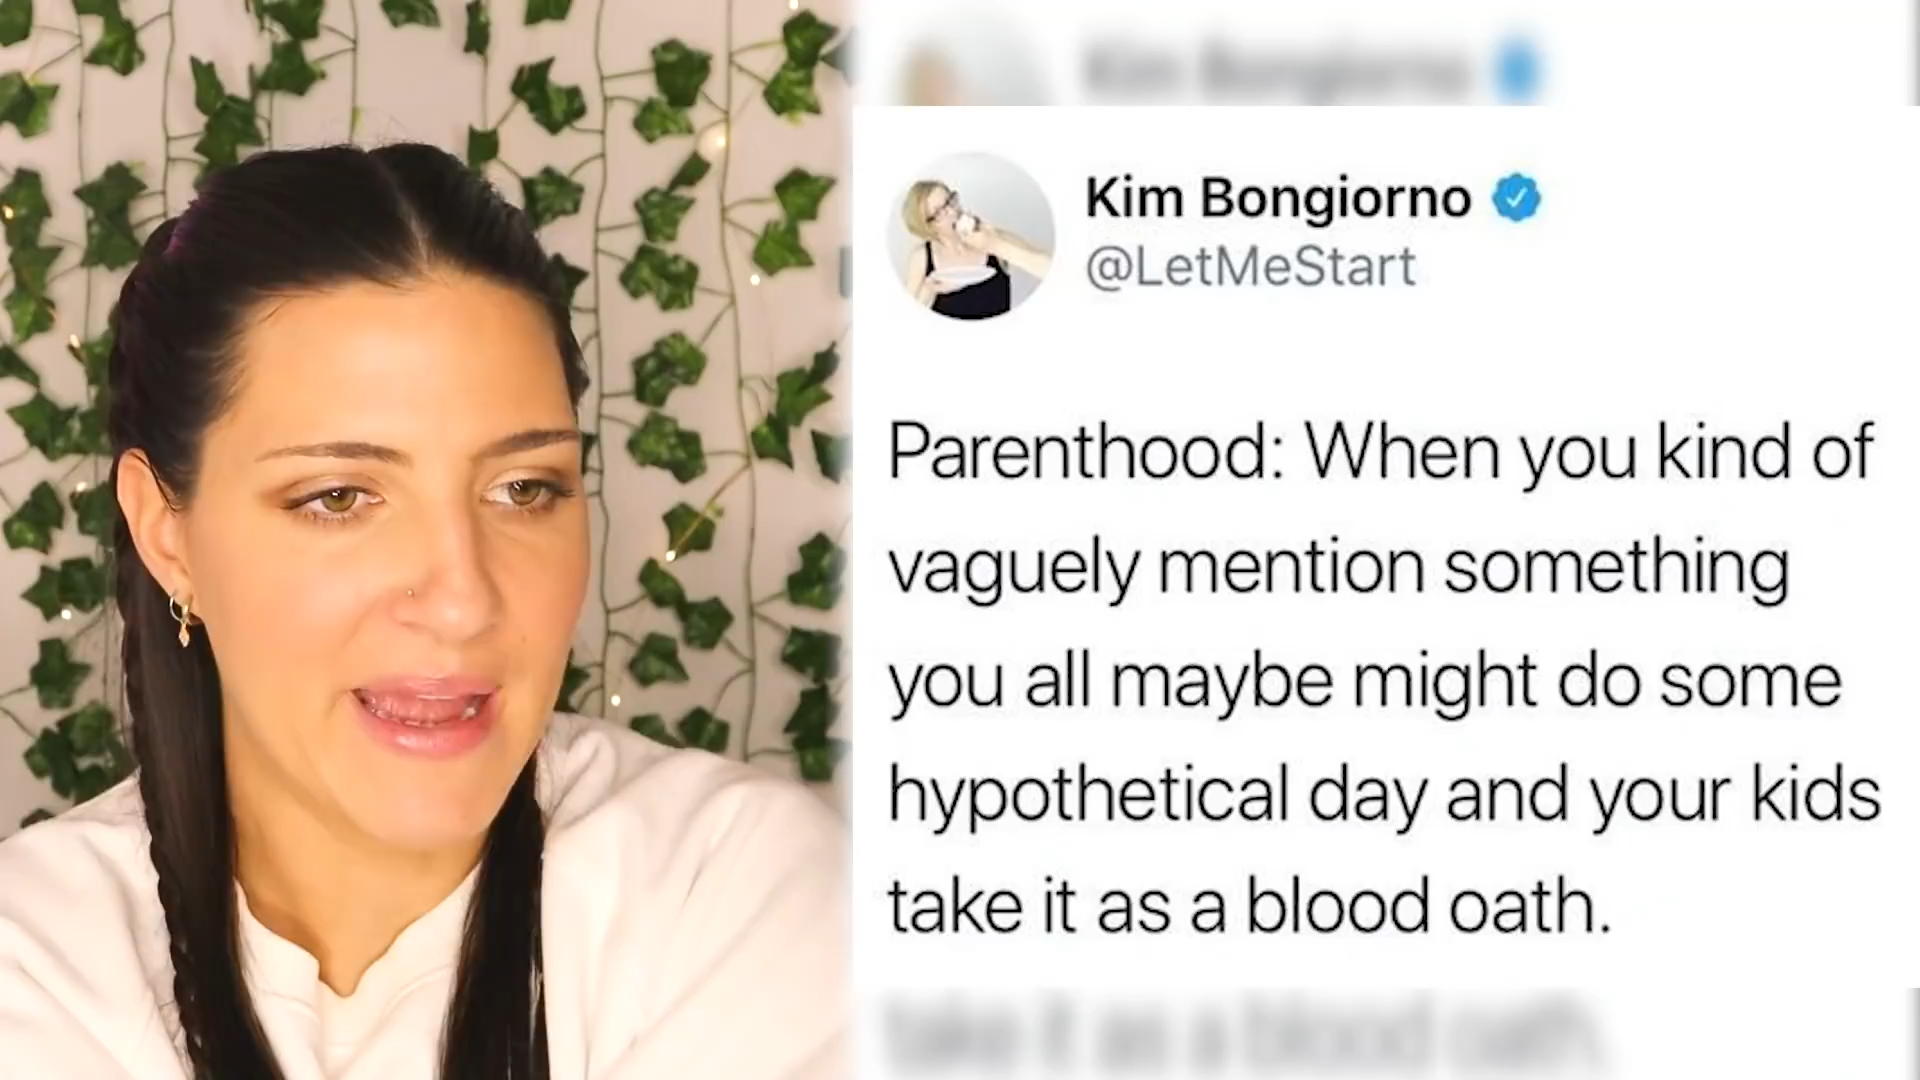 Kim Bongiorno
@LetMeStart
Parenthood: When you kind of
vaguely mention something
you all maybe might do some
hypothetical day and your kids
take it as a blood oath.